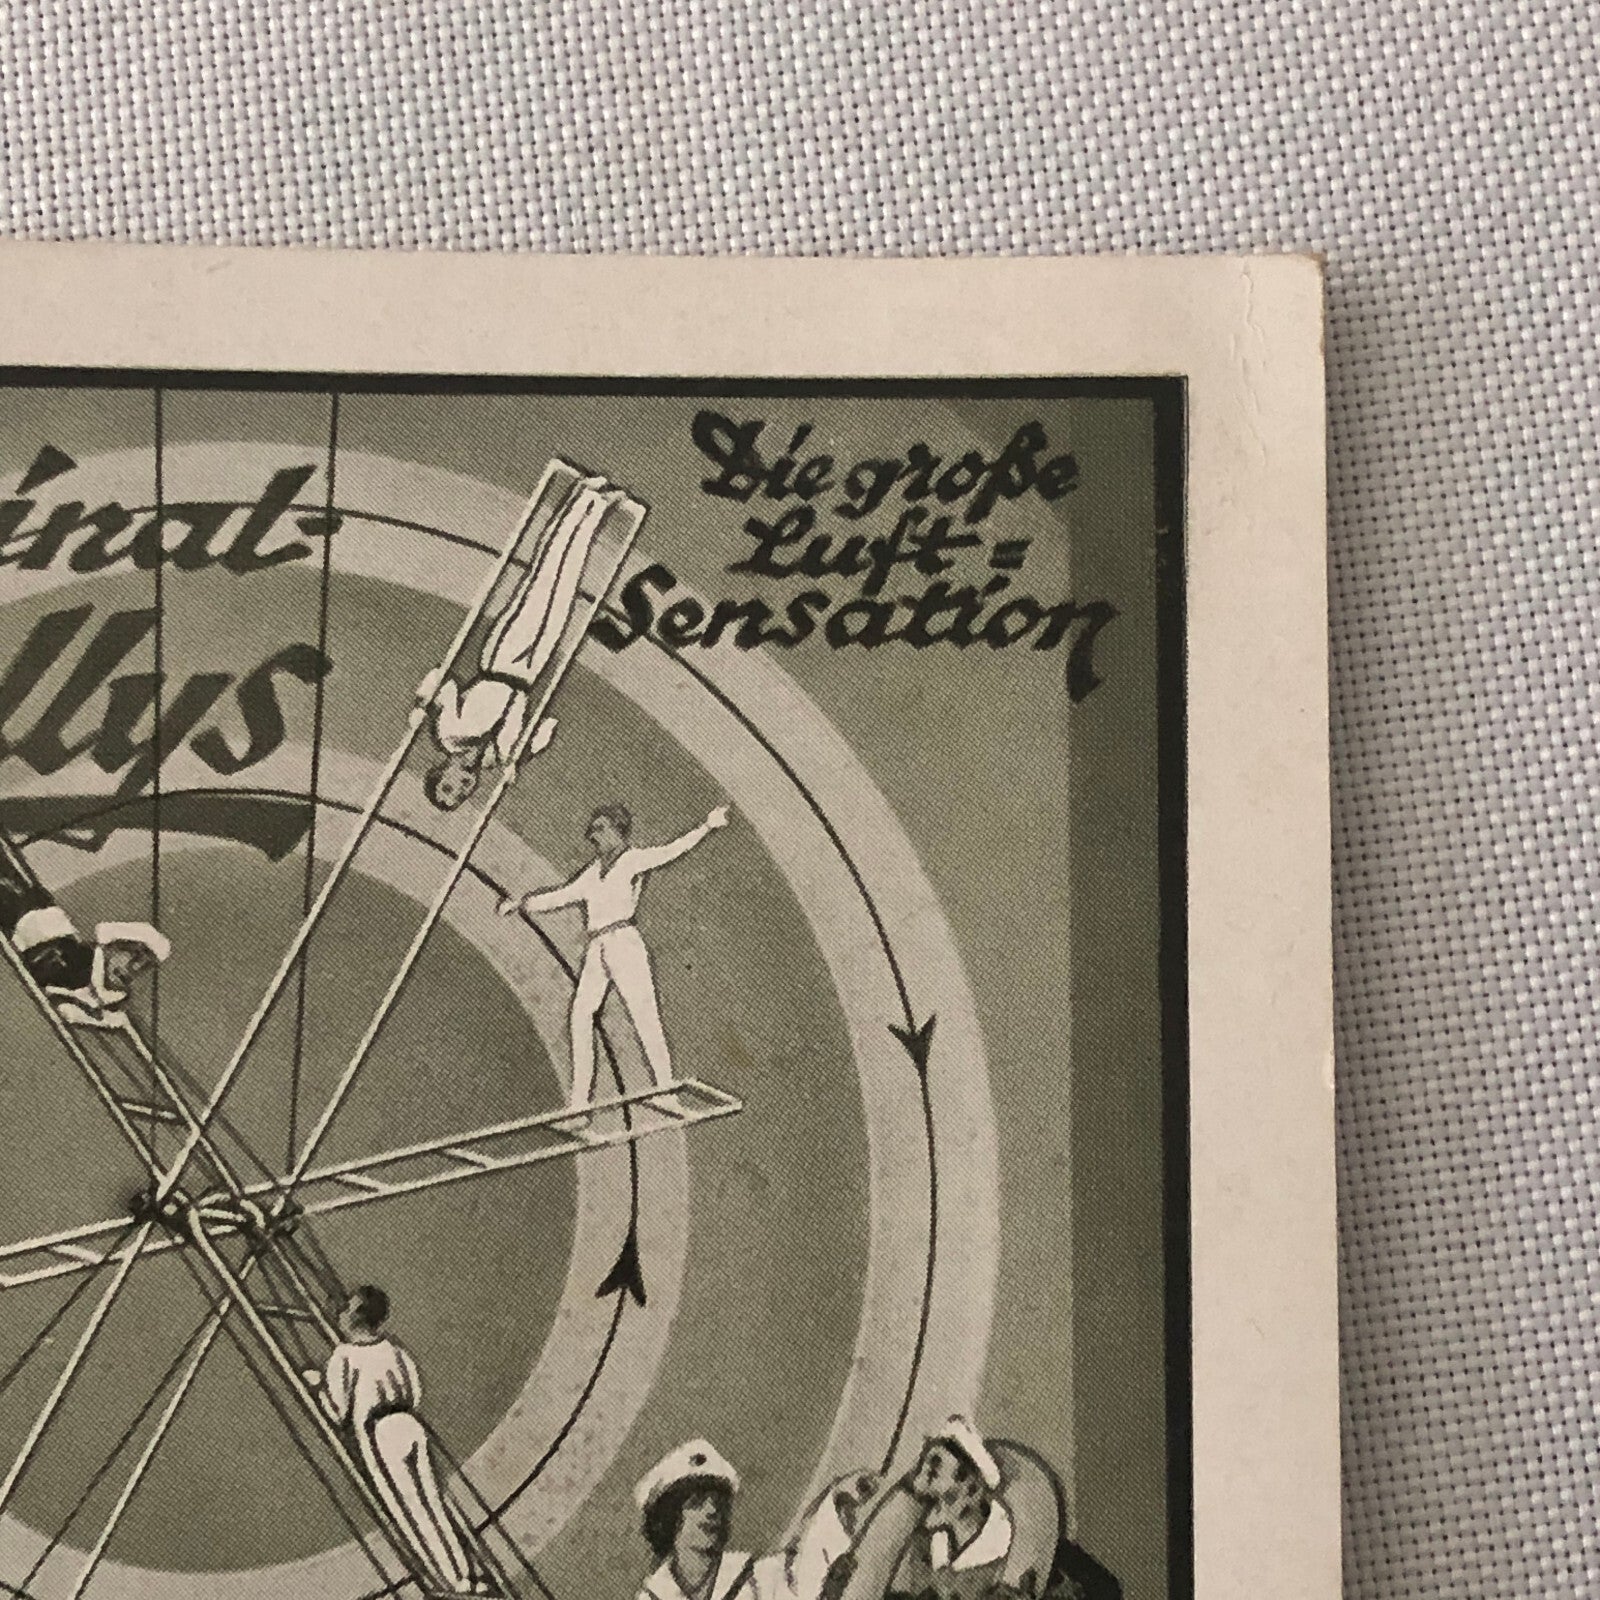 inal-
llys
Die große
Luft=
Sensation